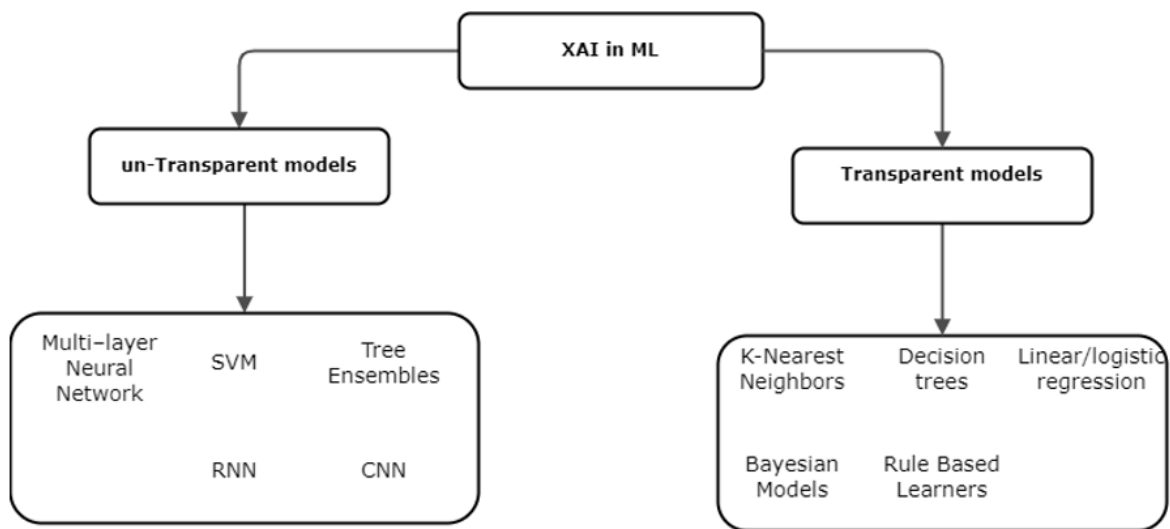 XAI in ML
un-Transparent models
Transparent models
Multi–layer
Neural
Network
SVM
Tree
Ensembles
RNN
CNN
K-Nearest
Neighbors
Decision
trees
Linear/logistic
regression
Bayesian
Models
Rule Based
Learners